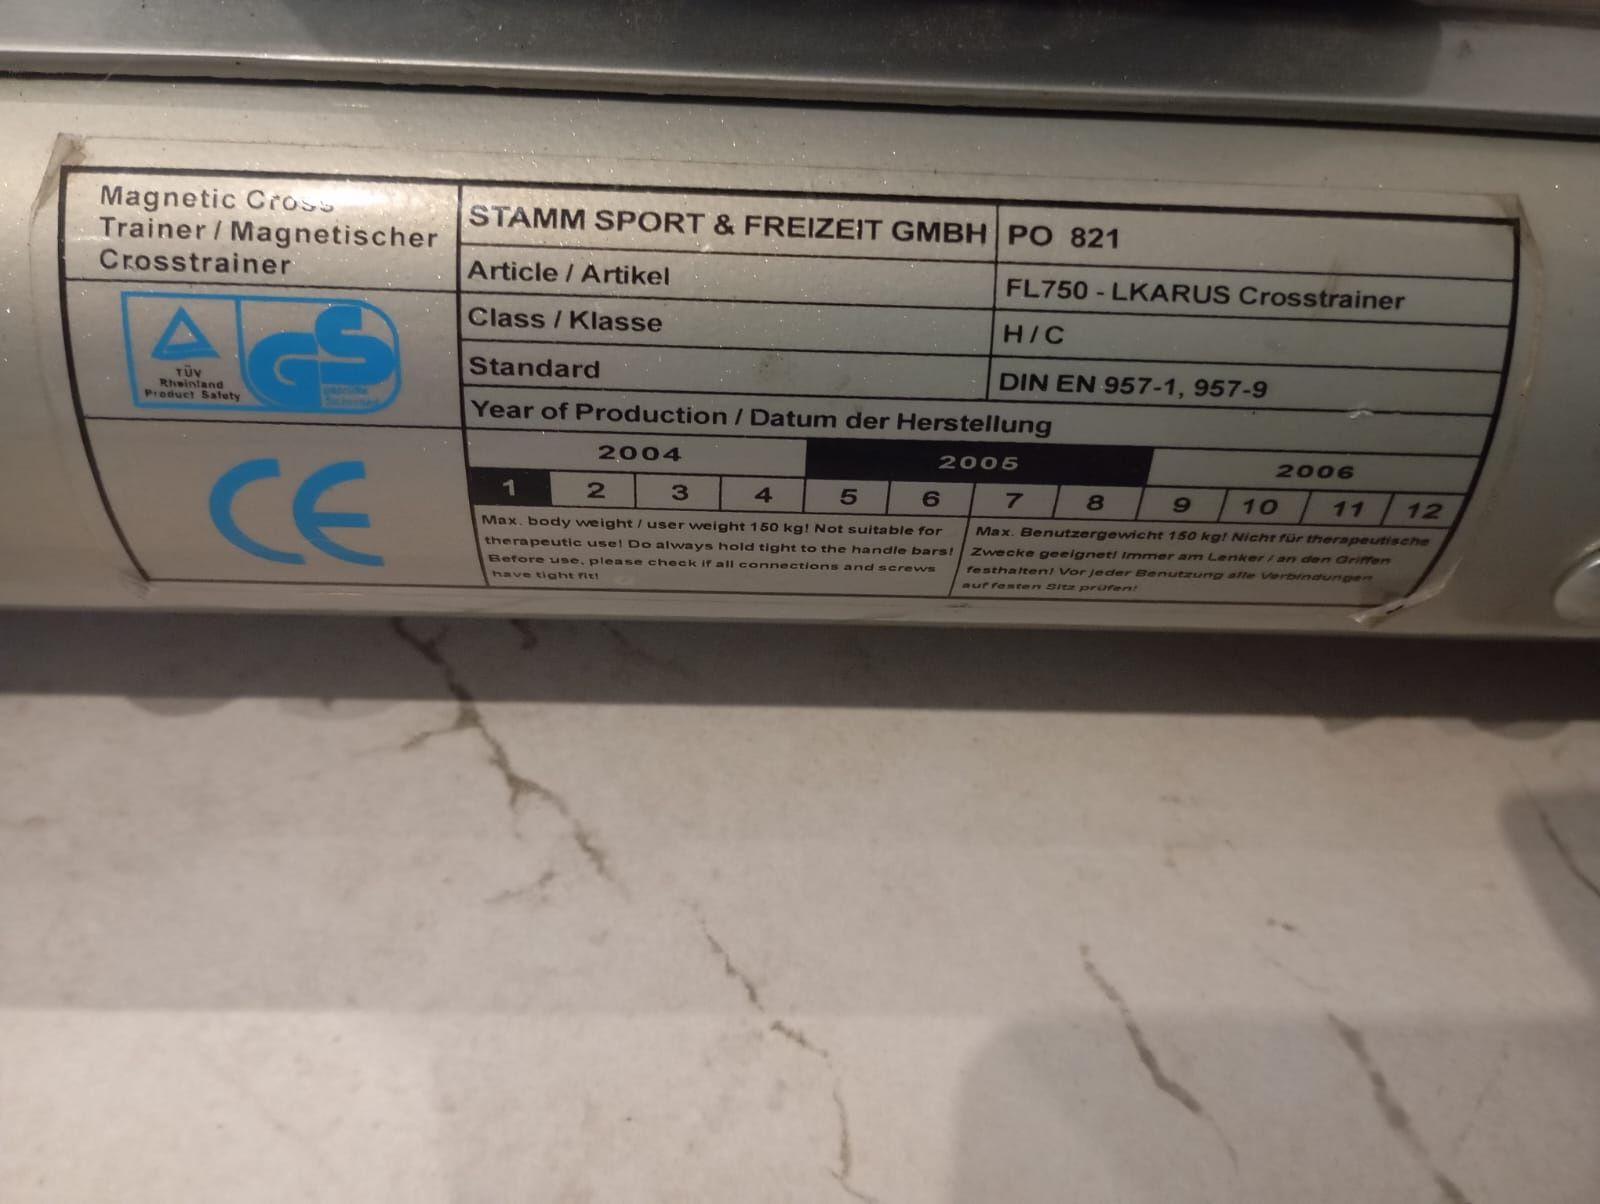 Magnetic Cross
Trainer / Magnetischer
Crosstrainer
TÜV
Rheinland
Product Safety
GS
geprüfte
Sicherheit
CE
STAMM SPORT & FREIZEIT GMBH PO 821
Article / Artikel FL750 - LKARUS Crosstrainer
Class / Klasse H / C
Standard DIN EN 957-1, 957-9
Year of Production / Datum der Herstellung
2004 2005 2006
1 2 3 4 5 6 7 8 9 10 11 12
Max. body weight / user weight 150 kg! Not suitable for
therapeutic use! Do always hold tight to the handle bars!
Before use, please check if all connections and screws
have tight fit!
Max. Benutzergewicht 150 kg! Nicht für therapeutische
Zwecke geeignet! Immer am Lenker / an den Griffen
festhalten! Vor jeder Benutzung alle Verbindungen
auf festen Sitz prüfen!